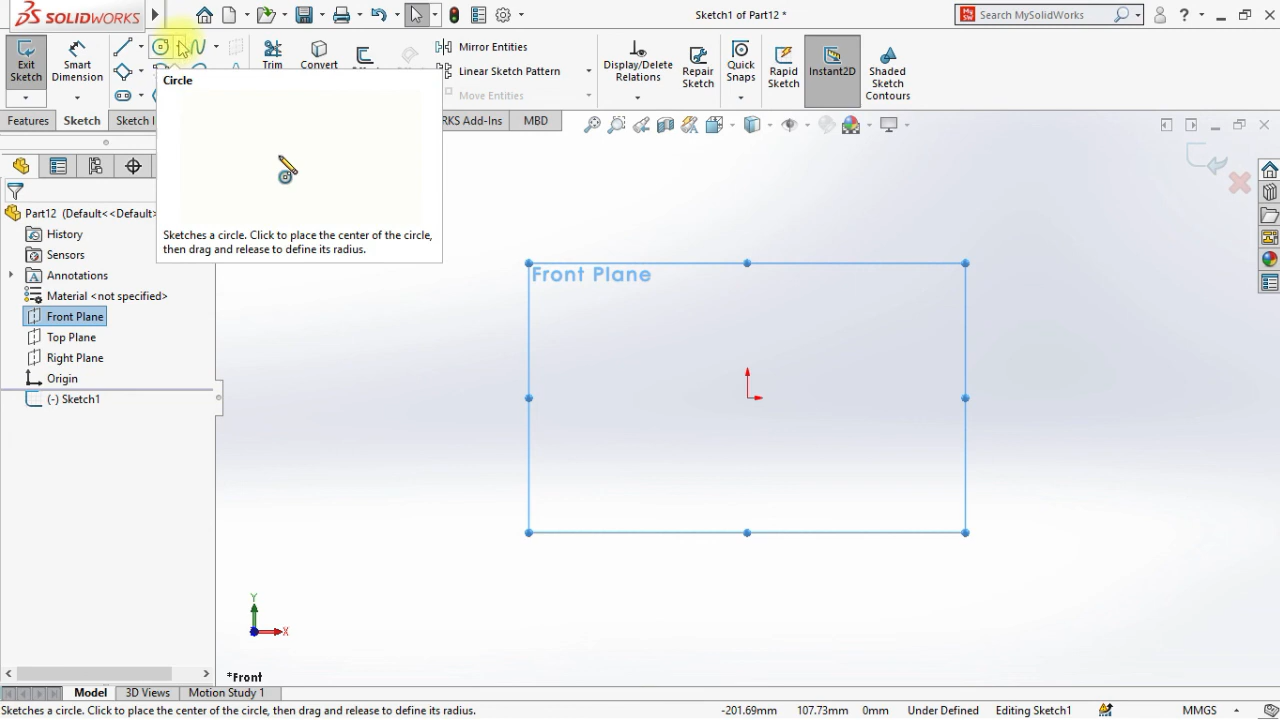 SOLIDWORKS
Sketch1 of Part12 *
Search MySolidWorks
?
Exit
Sketch
Smart
Dimension
Trim
Convert
Mirror Entities
Linear Sketch Pattern
Move Entities
Display/Delete
Relations
Repair
Sketch
Quick
Snaps
Rapid
Sketch
Instant2D
Shaded
Sketch
Contours
Circle
Sketches a circle. Click to place the center of the circle,
then drag and release to define its radius.
Features
Sketch
Sketch I
RKS Add-Ins
MBD
Part12 (Default<<Default>
History
Sensors
Annotations
Material <not specified>
Front Plane
Top Plane
Right Plane
Origin
(-) Sketch1
Front Plane
Y
X
*Front
Model
3D Views
Motion Study 1
Sketches a circle. Click to place the center of the circle, then drag and release to define its radius.
-201.69mm
107.73mm
0mm
Under Defined
Editing Sketch1
MMGS